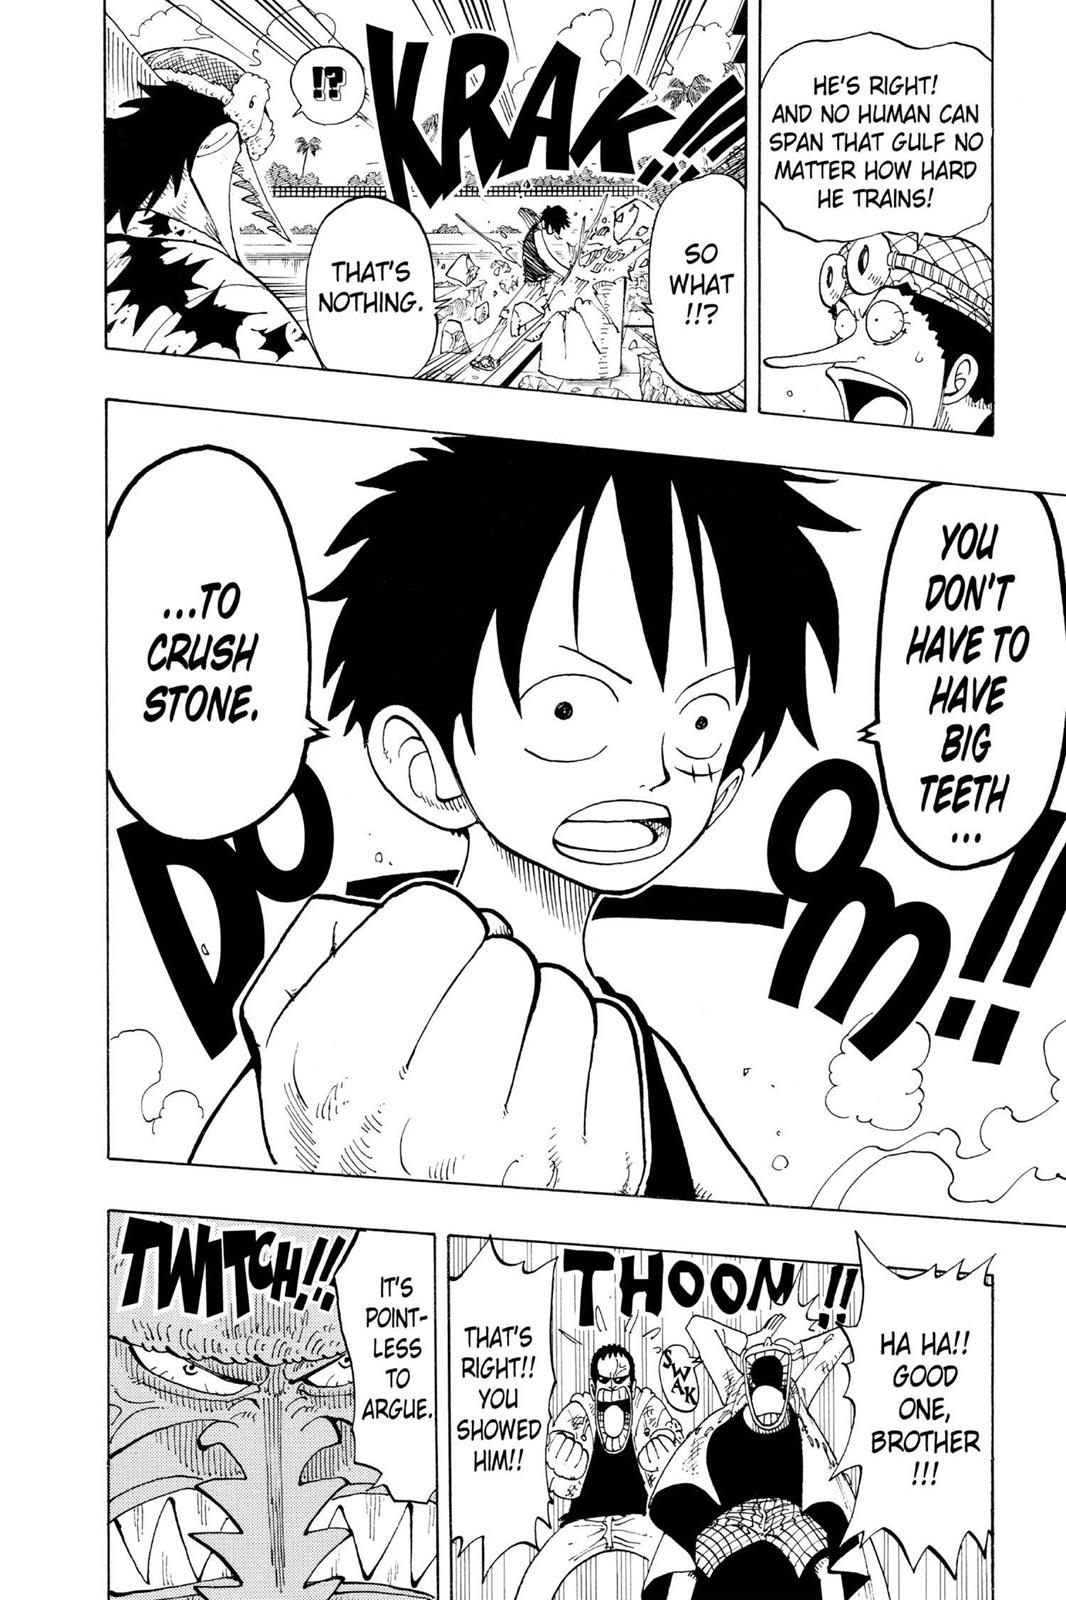 HE'S RIGHT!
AND NO HUMAN CAN
SPAN THAT GULF NO
MATTER HOW HARD
HE TRAINS!
KRAK!!!
SO
WHAT
!!?
!?
THAT'S
NOTHING.
YOU
DON'T
HAVE TO
HAVE
BIG
TEETH
...
...TO
CRUSH
STONE.
DO—OM!!
HA HA!!
GOOD
ONE,
BROTHER
!!!
THOOM!!
SWAK
THAT'S
RIGHT!!
YOU
SHOWED
HIM!!
IT'S
POINT-
LESS
TO
ARGUE.
TWITCH!!